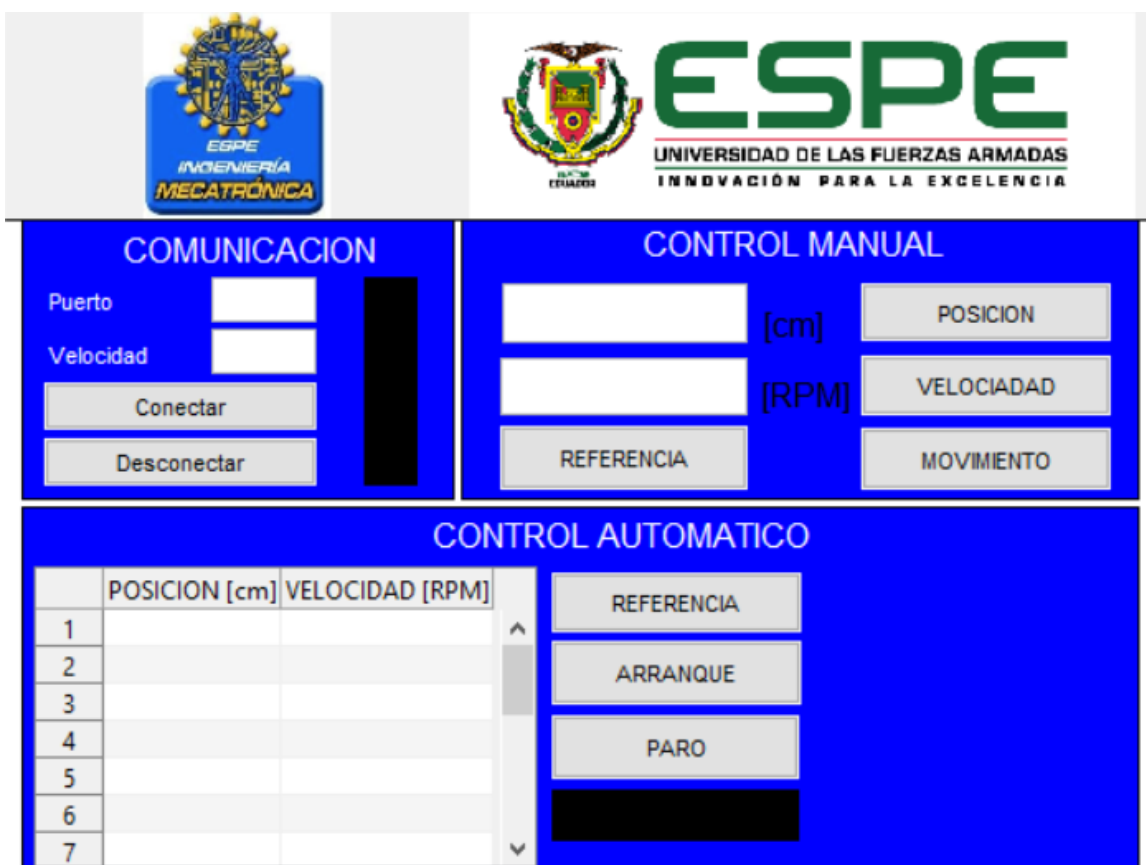 ESPE
INGENIERÍA
MECATRÓNICA
ECUADOR
ESPE
UNIVERSIDAD DE LAS FUERZAS ARMADAS
INNOVACIÓN PARA LA EXCELENCIA
COMUNICACION
Puerto
Velocidad
Conectar
Desconectar
CONTROL MANUAL
[cm]
POSICION
[RPM]
VELOCIADAD
REFERENCIA
MOVIMIENTO
CONTROL AUTOMATICO
POSICION [cm] VELOCIDAD [RPM]
1
2
3
4
5
6
7
REFERENCIA
ARRANQUE
PARO